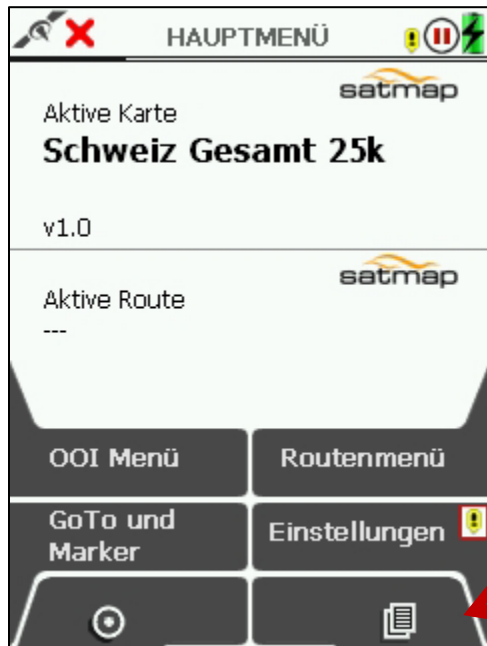 HAUPTMENÜ
satmap
Aktive Karte
Schweiz Gesamt 25k
v1.0
satmap
Aktive Route
---
OOI Menü
Routenmenü
GoTo und
Marker
Einstellungen